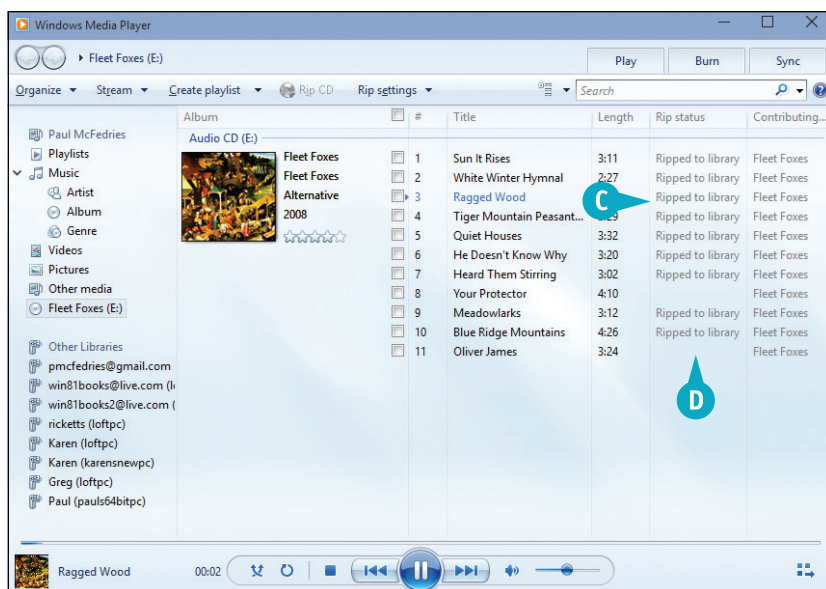 Windows Media Player
Fleet Foxes (E:)
Play Burn Sync
Organize Stream Create playlist Rip CD Rip settings Search
Album # Title Length Rip status Contributing...
Audio CD (E:)
Paul McFedries
Playlists
Music
Artist
Album
Genre
Videos
Pictures
Other media
Fleet Foxes (E:)
Other Libraries
pmcfedries@gmail.com
win81books@live.com (l
win81books2@live.com (
ricketts (loftpc)
Karen (loftpc)
Karen (karensnewpc)
Greg (loftpc)
Paul (pauls64bitpc)
Fleet Foxes
Fleet Foxes
Alternative
2008
1 Sun It Rises 3:11 Ripped to library Fleet Foxes
2 White Winter Hymnal 2:27 Ripped to library Fleet Foxes
3 Ragged Wood Ripped to library Fleet Foxes
4 Tiger Mountain Peasant... Ripped to library Fleet Foxes
5 Quiet Houses 3:32 Ripped to library Fleet Foxes
6 He Doesn't Know Why 3:20 Ripped to library Fleet Foxes
7 Heard Them Stirring 3:02 Ripped to library Fleet Foxes
8 Your Protector 4:10 Fleet Foxes
9 Meadowlarks 3:12 Ripped to library Fleet Foxes
10 Blue Ridge Mountains 4:26 Ripped to library Fleet Foxes
11 Oliver James 3:24 Fleet Foxes
C
D
Ragged Wood 00:02